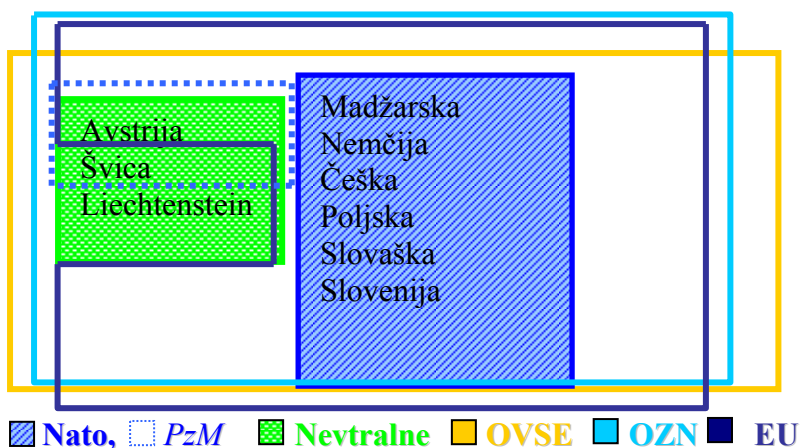 Avstrija
Švica
Liechtenstein
Madžarska
Nemčija
Češka
Poljska
Slovaška
Slovenija
Nato, PzM Nevtralne OVSE OZN EU